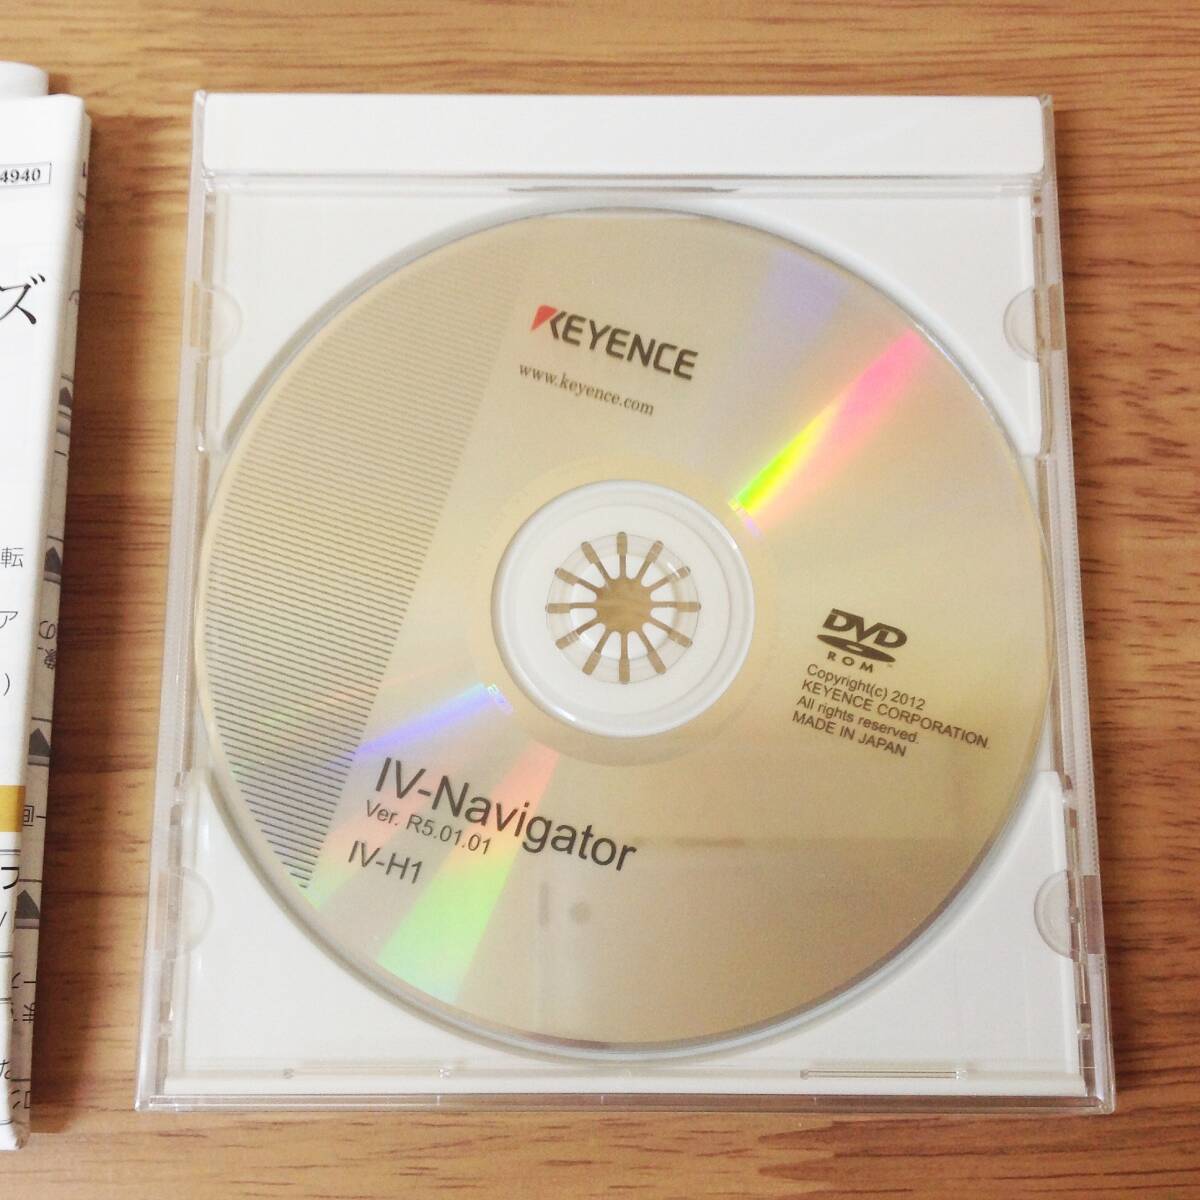 4940
ズ
転
ア
)
KEYENCE
www.keyence.com
DVD
ROM
Copyright(c) 2012
KEYENCE CORPORATION.
All rights reserved.
MADE IN JAPAN
IV-Navigator
Ver. R5.01.01
IV-H1